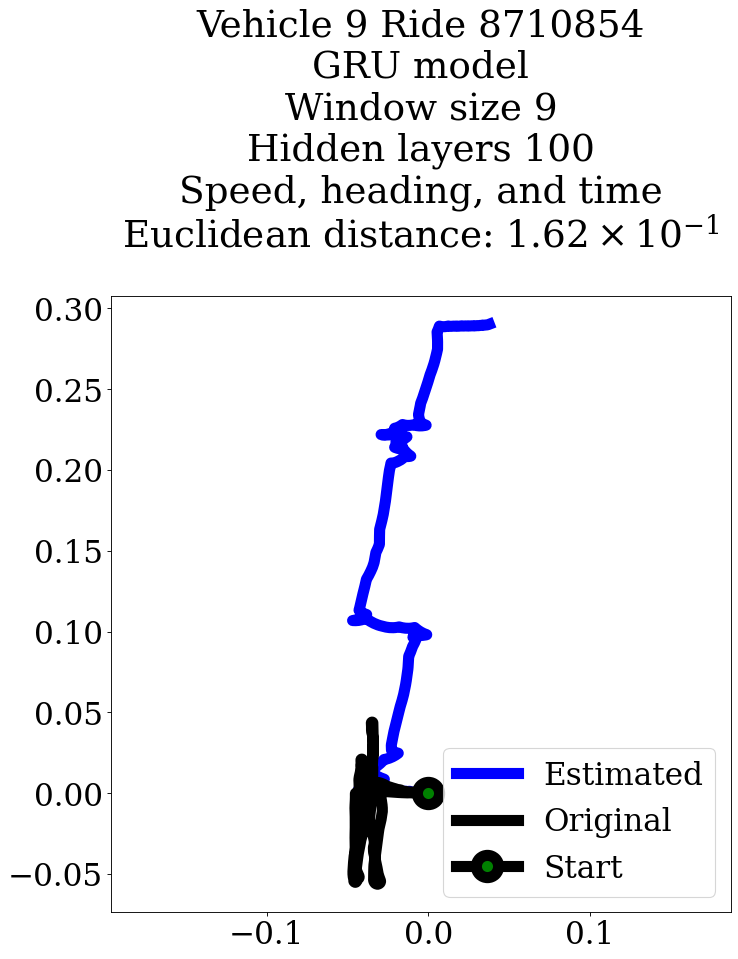 Vehicle 9 Ride 8710854
GRU model
Window size 9
Hidden layers 100
Speed, heading, and time
Euclidean distance: 1.62 × 10⁻¹
0.30
0.25
0.20
0.15
0.10
0.05
0.00
−0.05
Estimated
Original
Start
−0.1
0.0
0.1